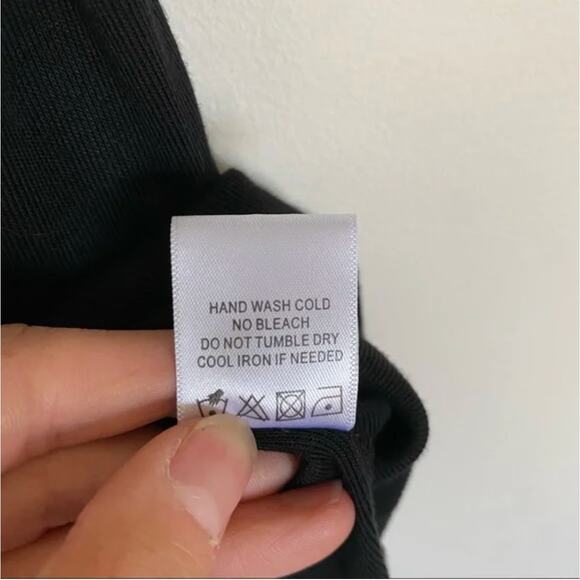 HAND WASH COLD
NO BLEACH
DO NOT TUMBLE DRY
COOL IRON IF NEEDED